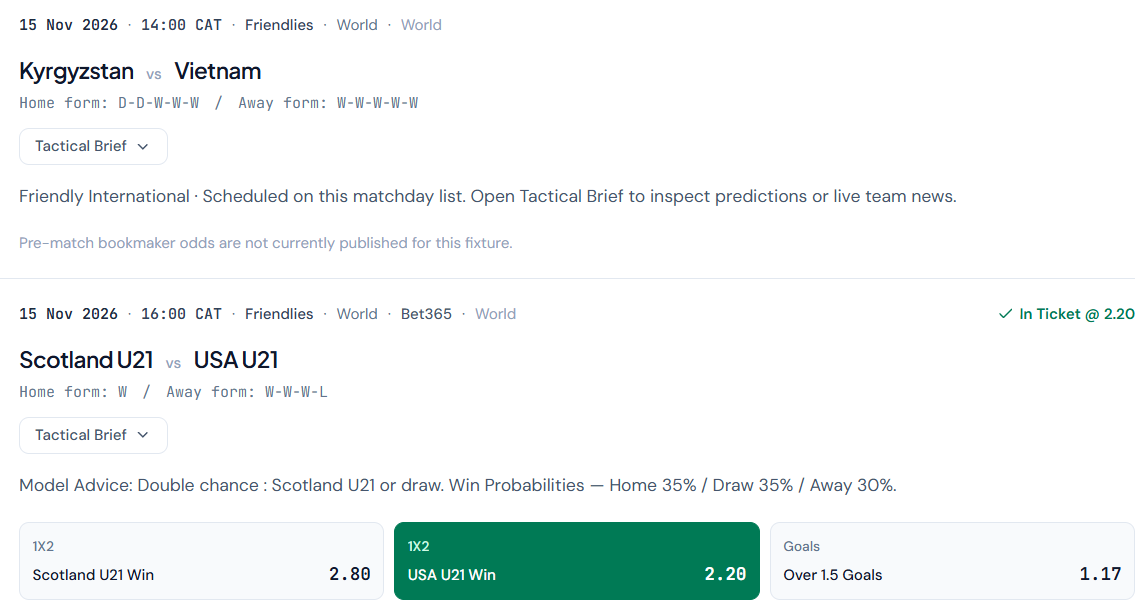 15 Nov 2026 · 14:00 CAT · Friendlies · World · World
Kyrgyzstan vs Vietnam
Home form: D-D-W-W-W / Away form: W-W-W-W-W
Tactical Brief
Friendly International · Scheduled on this matchday list. Open Tactical Brief to inspect predictions or live team news.
Pre-match bookmaker odds are not currently published for this fixture.
15 Nov 2026 · 16:00 CAT · Friendlies · World · Bet365 · World
In Ticket @ 2.20
Scotland U21 vs USA U21
Home form: W / Away form: W-W-W-L
Tactical Brief
Model Advice: Double chance : Scotland U21 or draw. Win Probabilities — Home 35% / Draw 35% / Away 30%.
1X2
Scotland U21 Win 2.80
1X2
USA U21 Win 2.20
Goals
Over 1.5 Goals 1.17